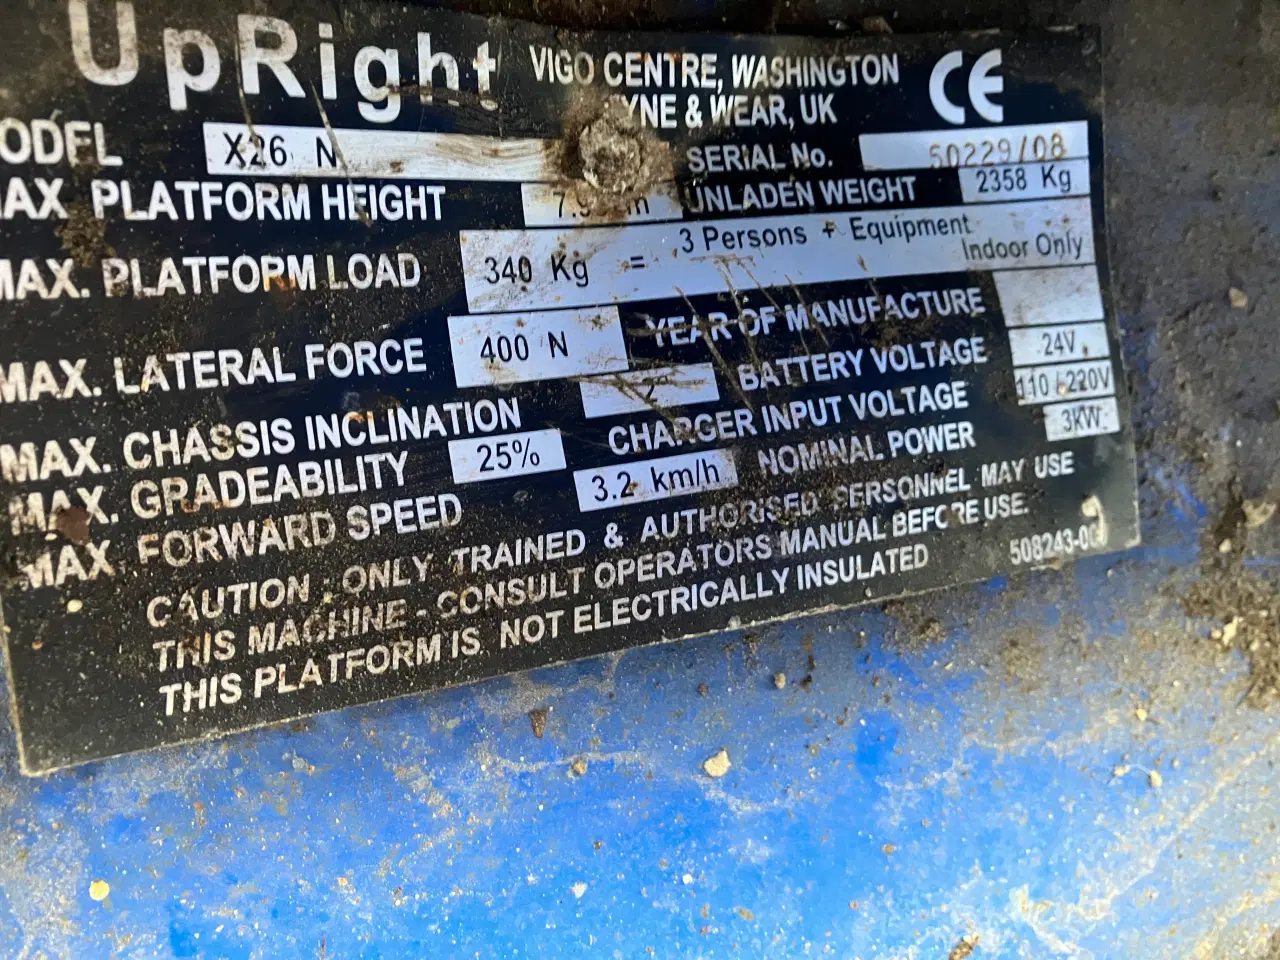 UpRight
VIGO CENTRE, WASHINGTON
TYNE & WEAR, UK
CE
MODEL X26 N
SERIAL No. 50229/08
MAX PLATFORM HEIGHT
UNLADEN WEIGHT 2358 Kg
MAX. PLATFORM LOAD 340 Kg = 3 Persons + Equipment
Indoor Only
MAX. LATERAL FORCE 400 N
YEAR OF MANUFACTURE
MAX. CHASSIS INCLINATION 2°
BATTERY VOLTAGE 24V
MAX. GRADEABILITY 25%
CHARGER INPUT VOLTAGE 110/220V
MAX. FORWARD SPEED 3.2 km/h
NOMINAL POWER 3KW
CAUTION : ONLY TRAINED & AUTHORISED PERSONNEL MAY USE
THIS MACHINE - CONSULT OPERATORS MANUAL BEFORE USE.
THIS PLATFORM IS NOT ELECTRICALLY INSULATED